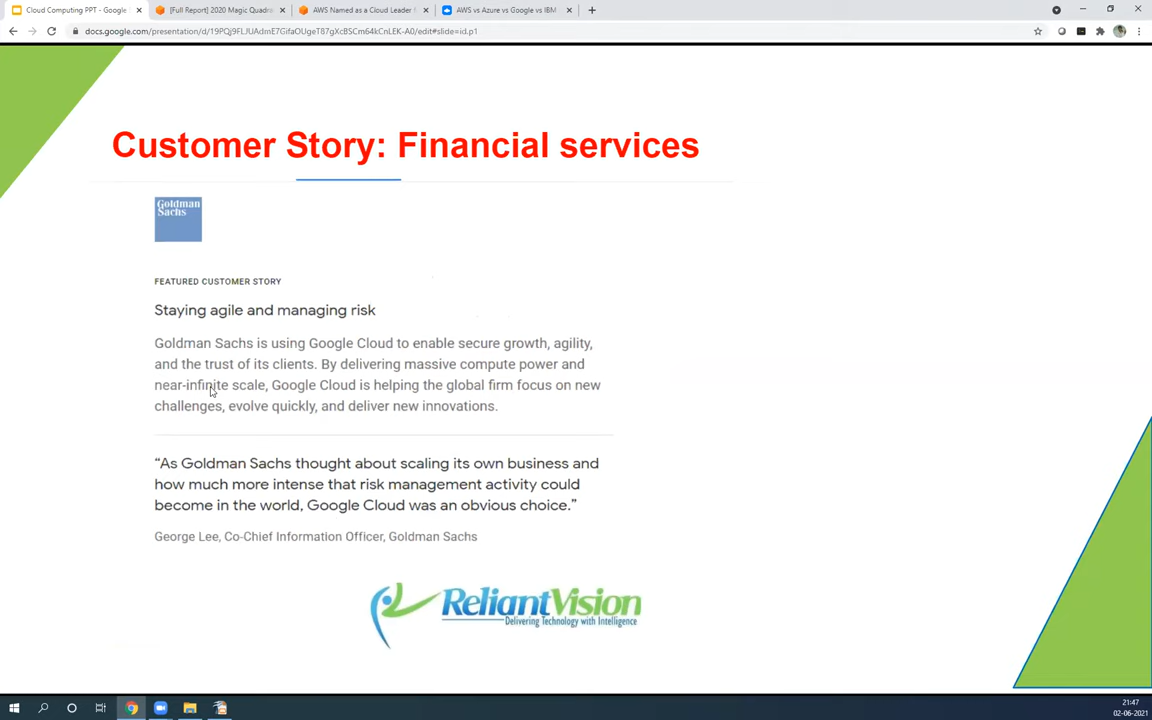 Cloud Computing PPT - Google
[Full Report] 2020 Magic Quadra
AWS Named as a Cloud Leader
AWS vs Azure vs Google vs IBM
docs.google.com/presentation/d/19PQj9FLJUAdmE7GifaOUgeT87gXcBSCm64kCnLEK-A0/edit#slide=id.p1
Customer Story: Financial services
Goldman
Sachs
FEATURED CUSTOMER STORY
Staying agile and managing risk
Goldman Sachs is using Google Cloud to enable secure growth, agility,
and the trust of its clients. By delivering massive compute power and
near-infinite scale, Google Cloud is helping the global firm focus on new
challenges, evolve quickly, and deliver new innovations.
“As Goldman Sachs thought about scaling its own business and
how much more intense that risk management activity could
become in the world, Google Cloud was an obvious choice.”
George Lee, Co-Chief Information Officer, Goldman Sachs
ReliantVision
Delivering Technology with Intelligence
21:47
02-06-2021